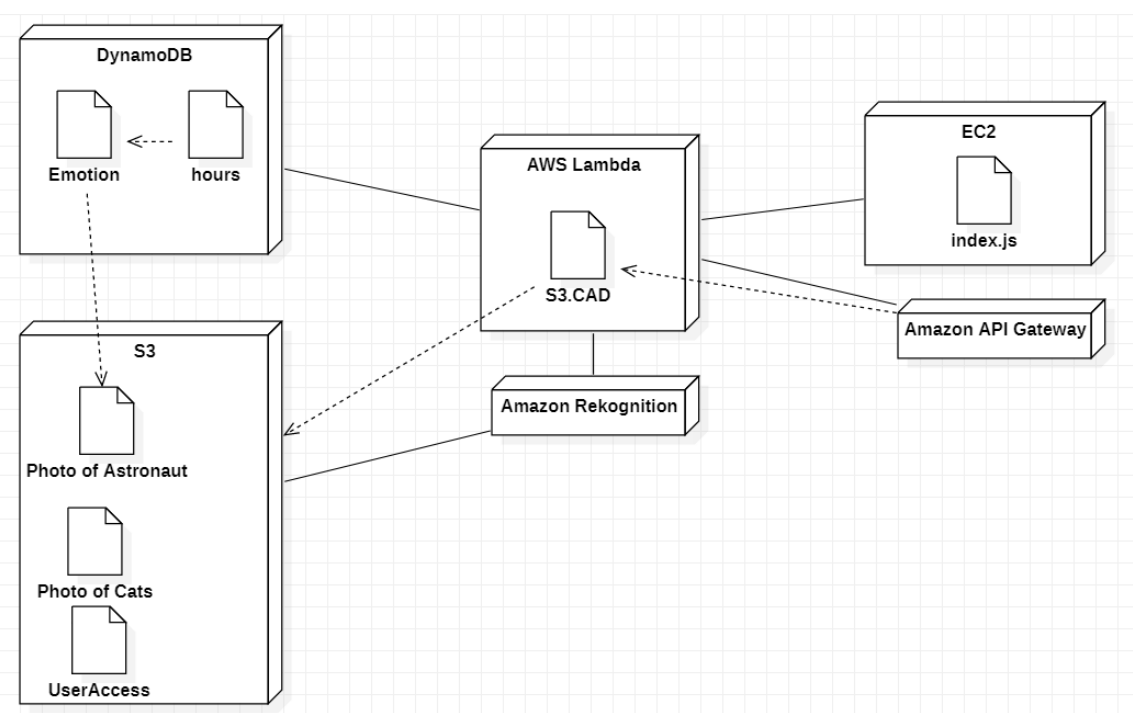 DynamoDB
Emotion
hours
AWS Lambda
S3.CAD
EC2
index.js
Amazon API Gateway
Amazon Rekognition
S3
Photo of Astronaut
Photo of Cats
UserAccess